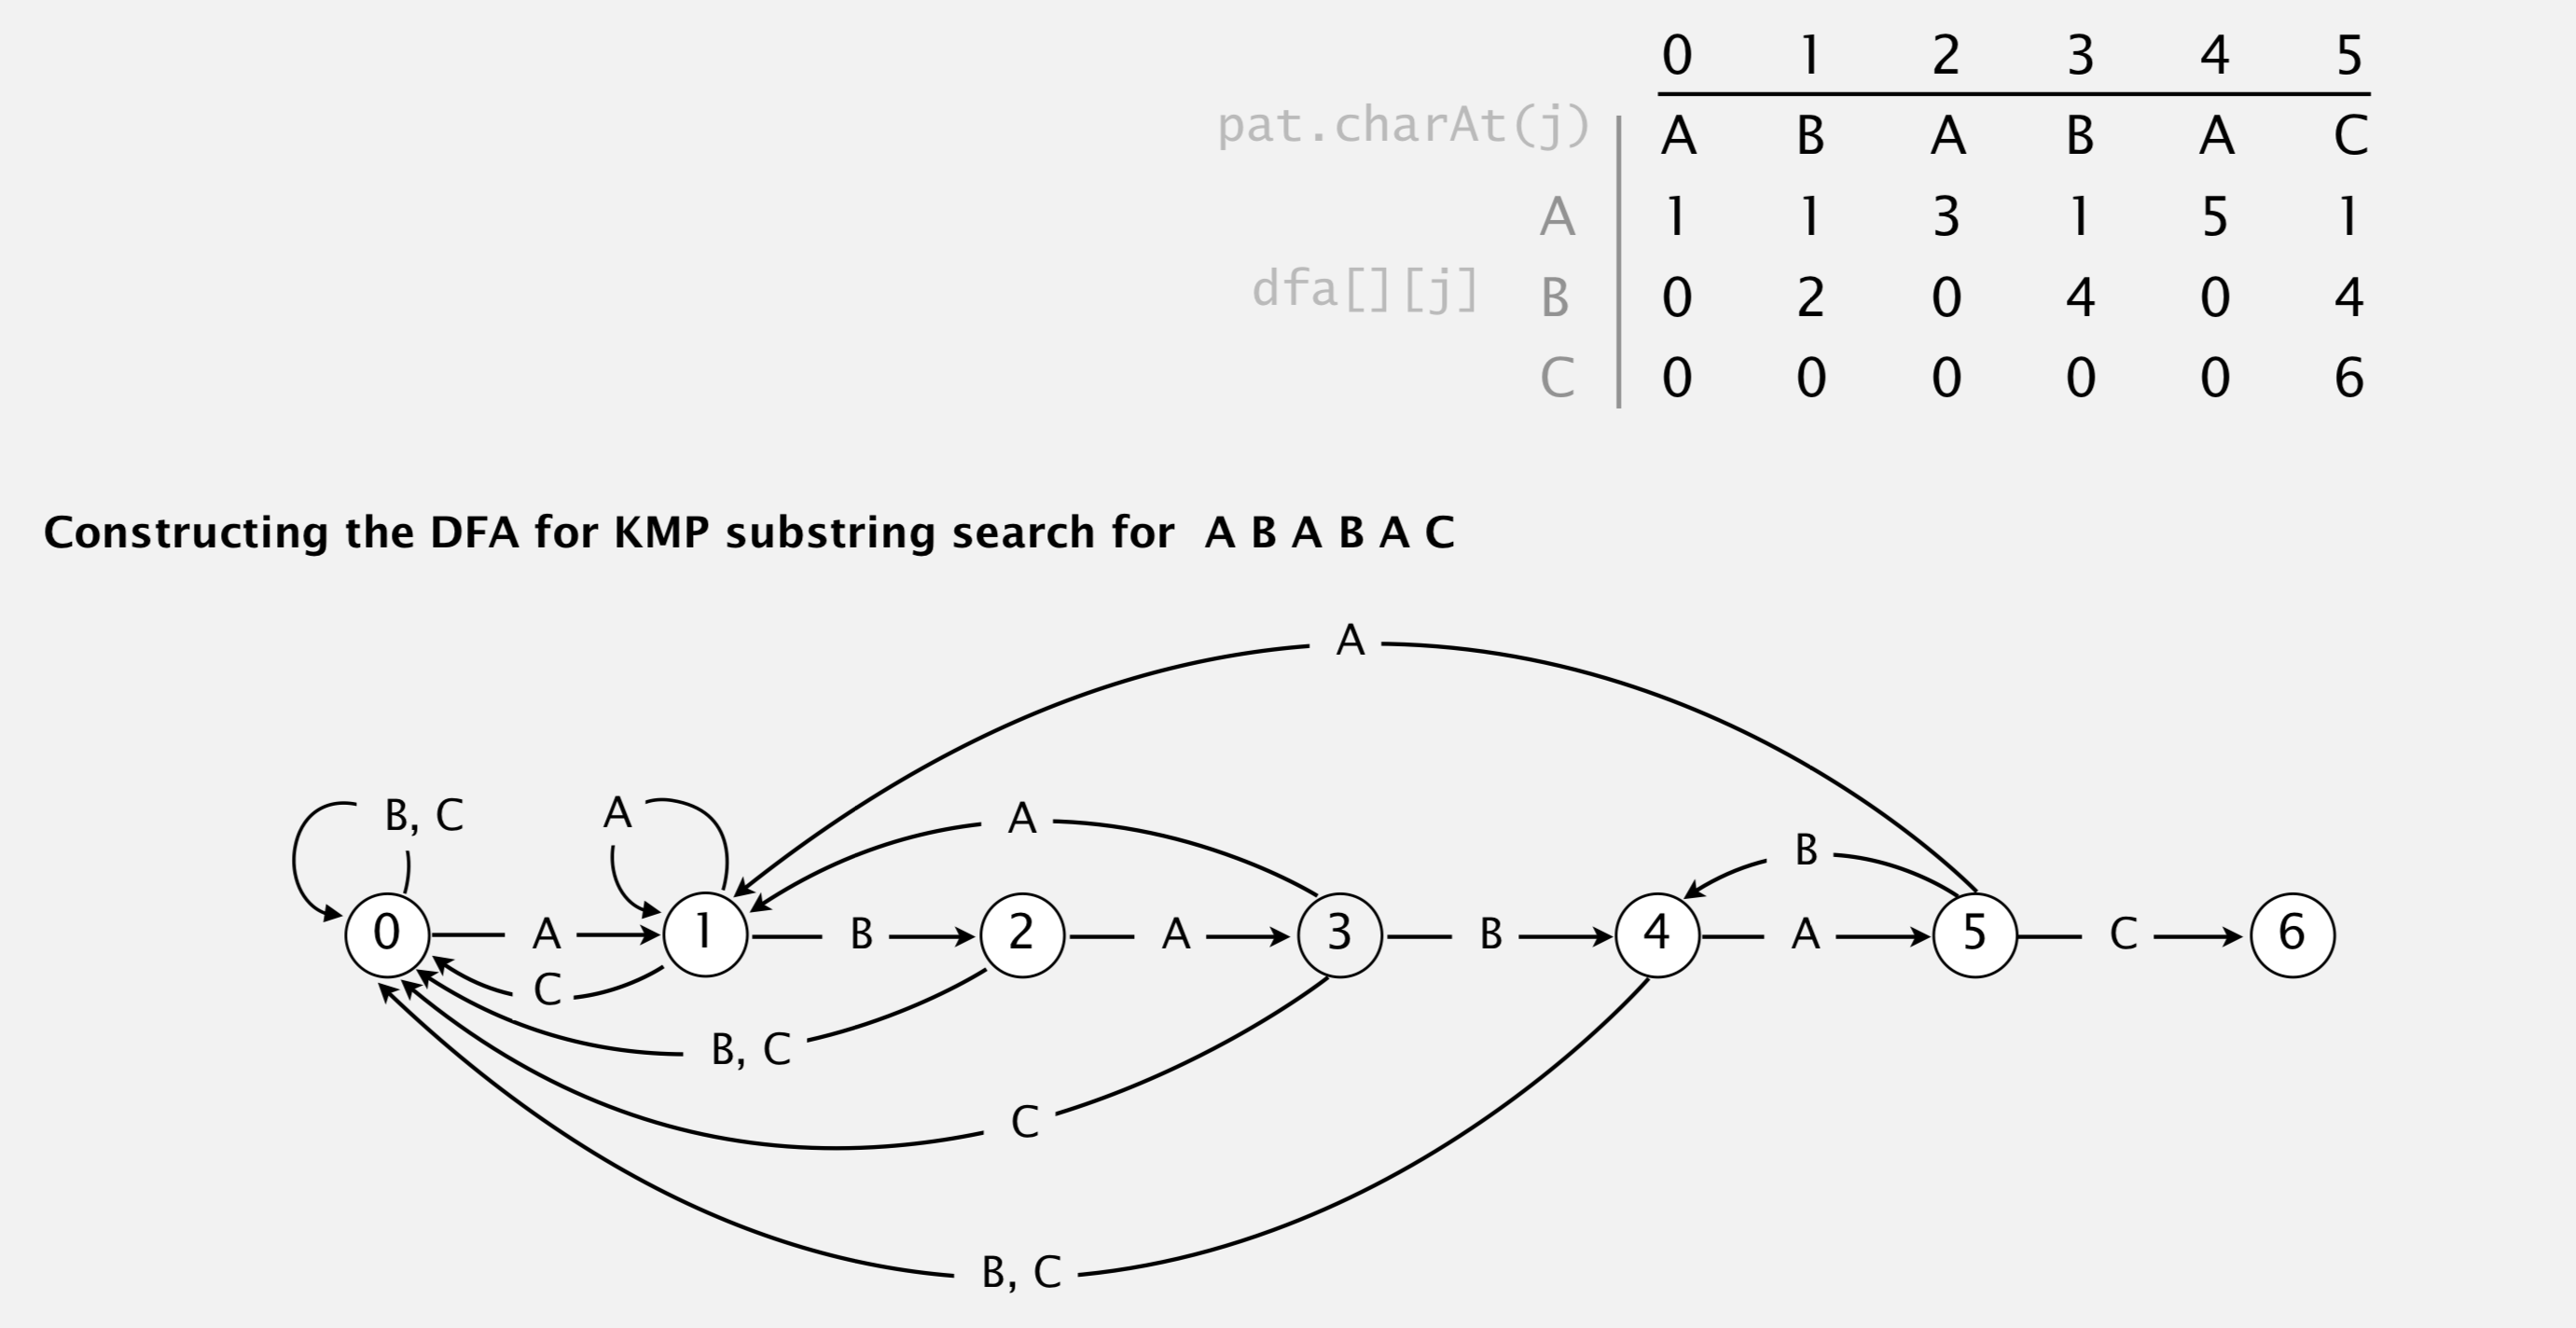 0 1 2 3 4 5
pat.charAt(j) A B A B A C
A 1 1 3 1 5 1
dfa[][j] B 0 2 0 4 0 4
C 0 0 0 0 0 6
Constructing the DFA for KMP substring search for A B A B A C
A
B, C A A B
0 A 1 B 2 A 3 B 4 A 5 C 6
C
B, C
C
B, C